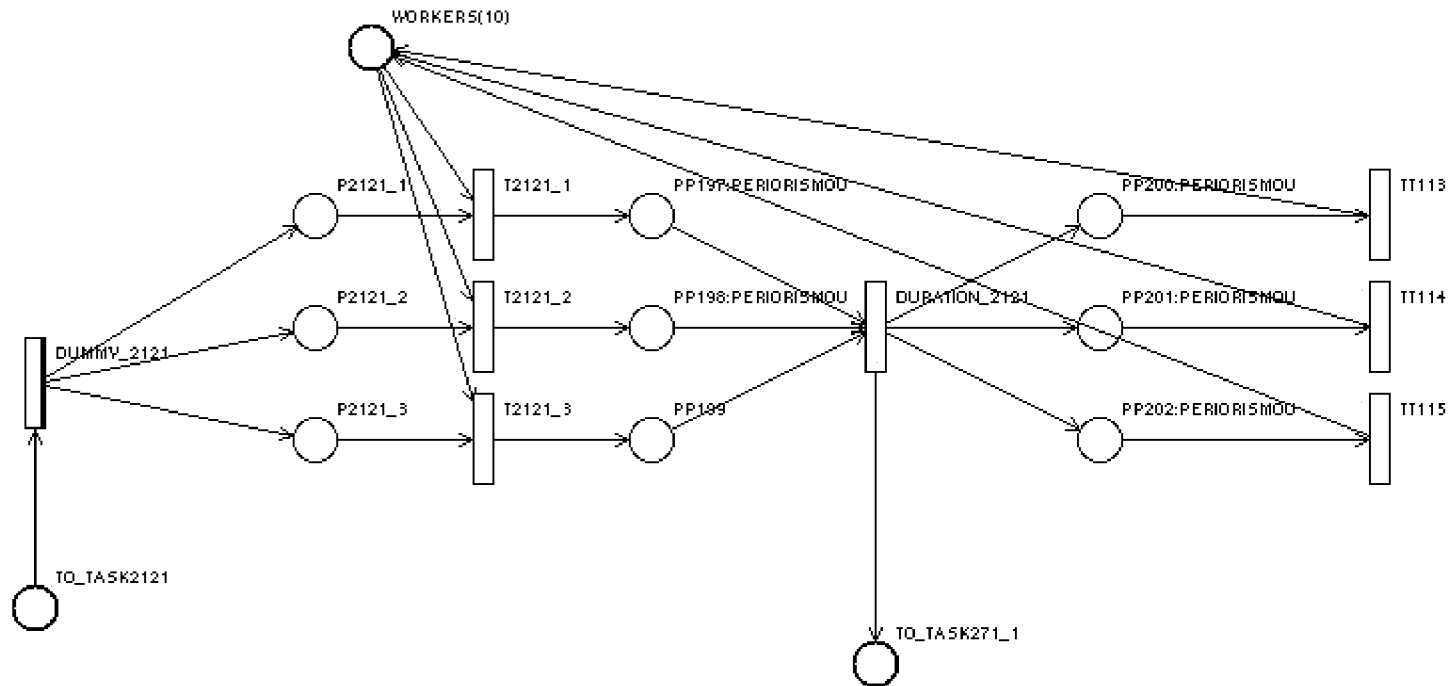 WORKERS(10)
P2121_1
T2121_1
PP197:PERIORISMOU
PP200:PERIORISMOU
TT113
P2121_2
T2121_2
PP198:PERIORISMOU
DURATION_2121
PP201:PERIORISMOU
TT114
DUMMY_2121
P2121_3
T2121_3
PP199
PP202:PERIORISMOU
TT115
TO_TASK2121
TO_TASK271_1